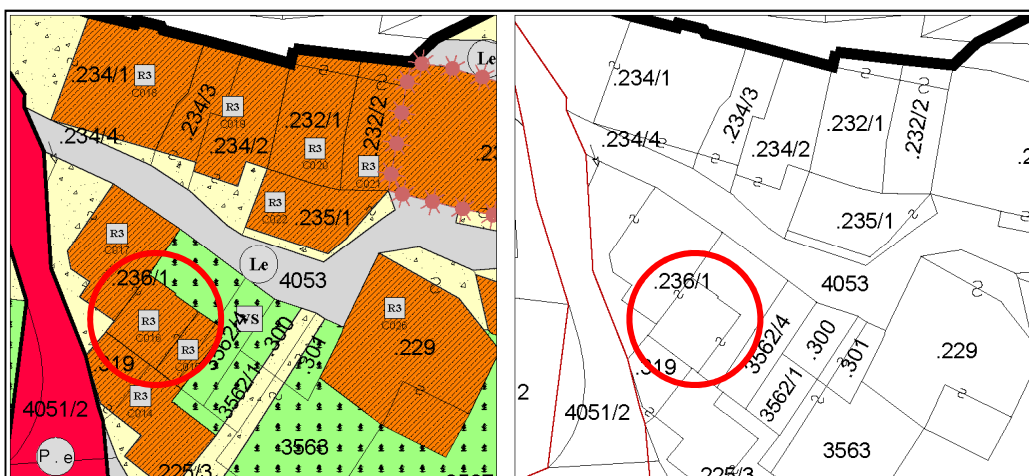 Le
.234/1
R3
C018
.234/3
R3
C019
.232/1
.232/2
.234/4
.234/2
R3
C020
R3
C021
R3
C022
.235/1
R3
C017
Le
4053
.236/1
R3
C016
WS
.300
R3
C026
3562/4
.301
.229
.319
R3
3562/1
R3
C014
4051/2
P . e
3563
225/3
.234/1
.234/3
.232/1
.232/2
.234/4
.234/2
.235/1
.236/1
4053
3562/4
.300
.301
.229
.319
3562/1
2
4051/2
3563
225/3